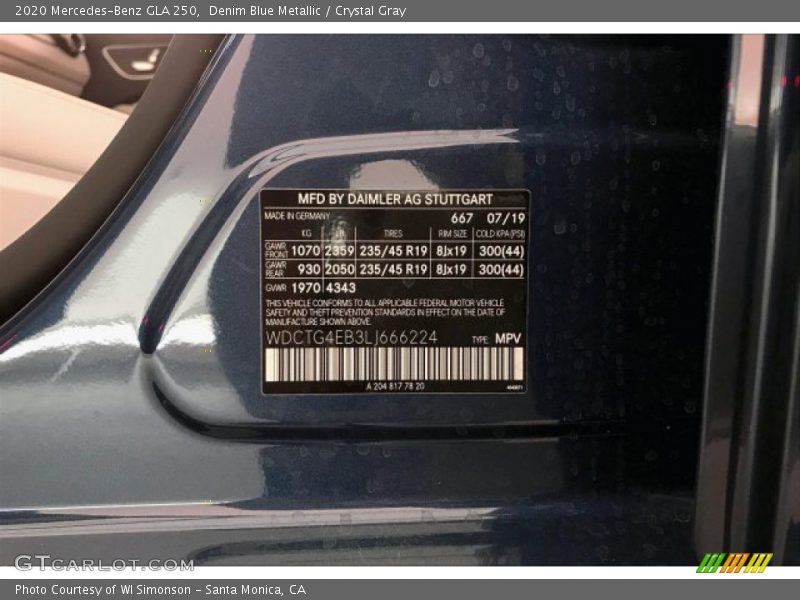 2020 Mercedes-Benz GLA 250,  Denim Blue Metallic / Crystal Gray
MFD BY DAIMLER AG STUTTGART
MADE IN GERMANY 667 07/19
KG LB TIRES RIM SIZE COLD KPA(PSI)
GAWR FRONT 1070 2359 235/45 R19 8Jx19 300(44)
GAWR REAR 930 2050 235/45 R19 8Jx19 300(44)
GVWR 1970 4343
THIS VEHICLE CONFORMS TO ALL APPLICABLE FEDERAL MOTOR VEHICLE
SAFETY AND THEFT PREVENTION STANDARDS IN EFFECT ON THE DATE OF
MANUFACTURE SHOWN ABOVE.
WDCTG4EB3LJ666224 TYPE: MPV
A 204 817 78 20
GTCARLOT.COM
Photo Courtesy of WI Simonson - Santa Monica, CA